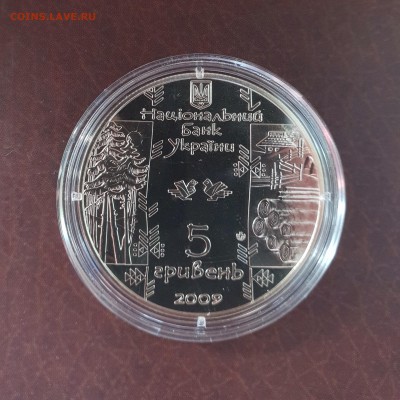 COINS.LAVE.RU
Національний
Банк
України
5
гривень
2009